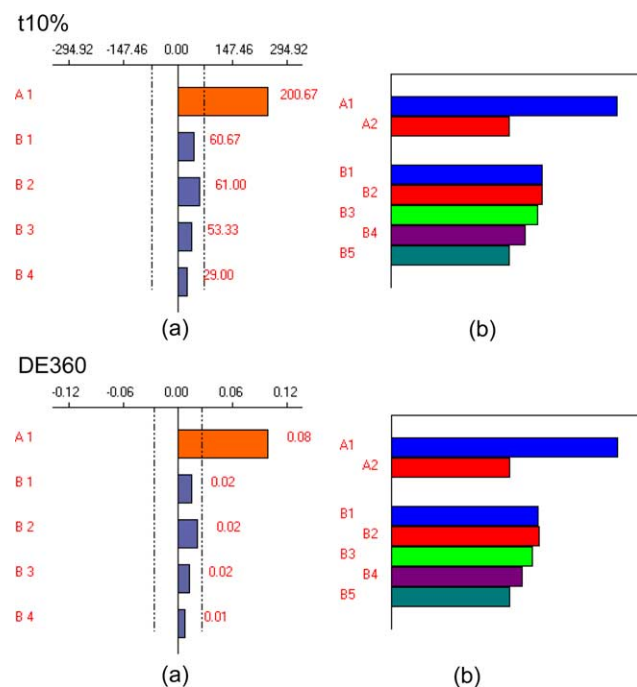 t10%
-294.92 -147.46 0.00 147.46 294.92
A 1 200.67
B 1 60.67
B 2 61.00
B 3 53.33
B 4 29.00
(a)
A1
A2
B1
B2
B3
B4
B5
(b)
DE360
-0.12 -0.06 0.00 0.06 0.12
A 1 0.08
B 1 0.02
B 2 0.02
B 3 0.02
B 4 0.01
(a)
A1
A2
B1
B2
B3
B4
B5
(b)